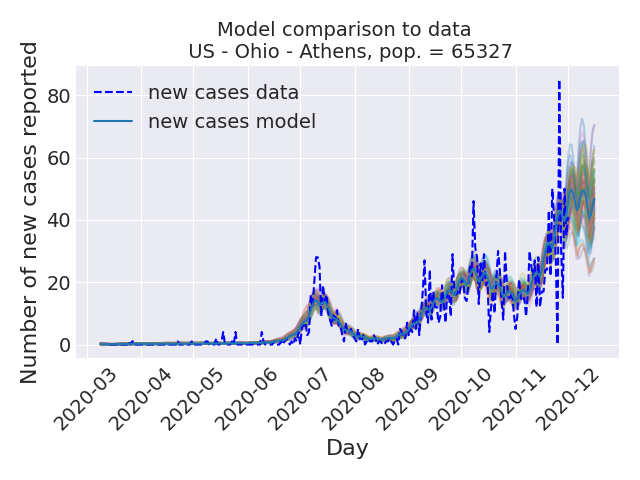 Model comparison to data
US - Ohio - Athens, pop. = 65327
Number of new cases reported
80
60
40
20
0
new cases data
new cases model
2020-03
2020-04
2020-05
2020-06
2020-07
2020-08
2020-09
2020-10
2020-11
2020-12
Day